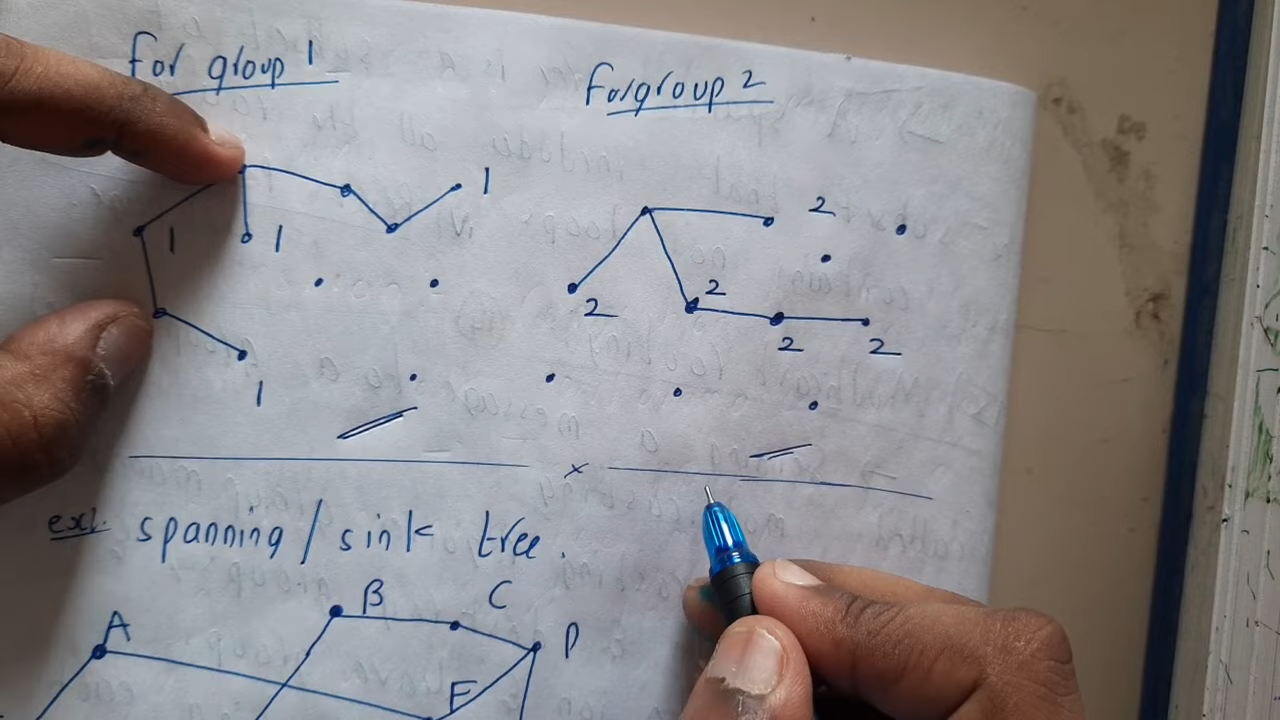 For group 1
For group 2
1
1
1
1
2
2
2
2
2
x
ex:- spanning / sink tree.
A
B
C
D
F